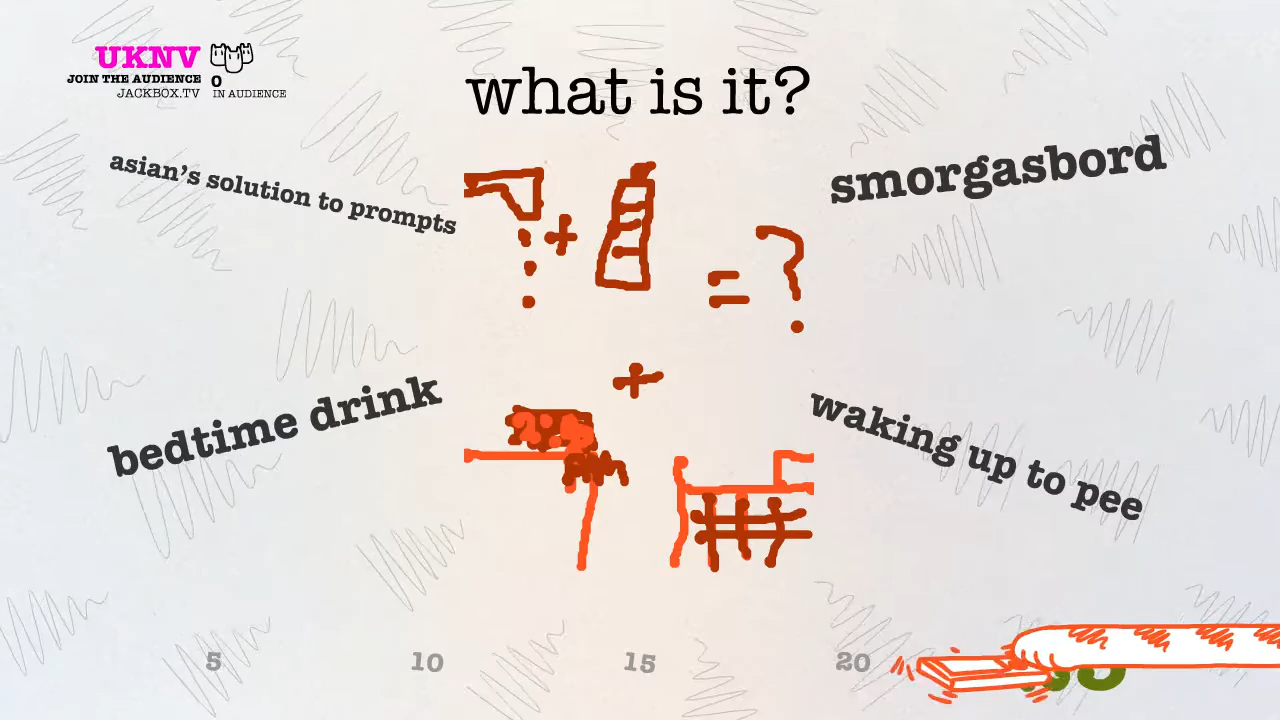 UKNV
JOIN THE AUDIENCE
JACKBOX.TV
0
IN AUDIENCE
what is it?
asian's solution to prompts
smorgasbord
+
= ?
+
bedtime drink
waking up to pee
5
10
15
20